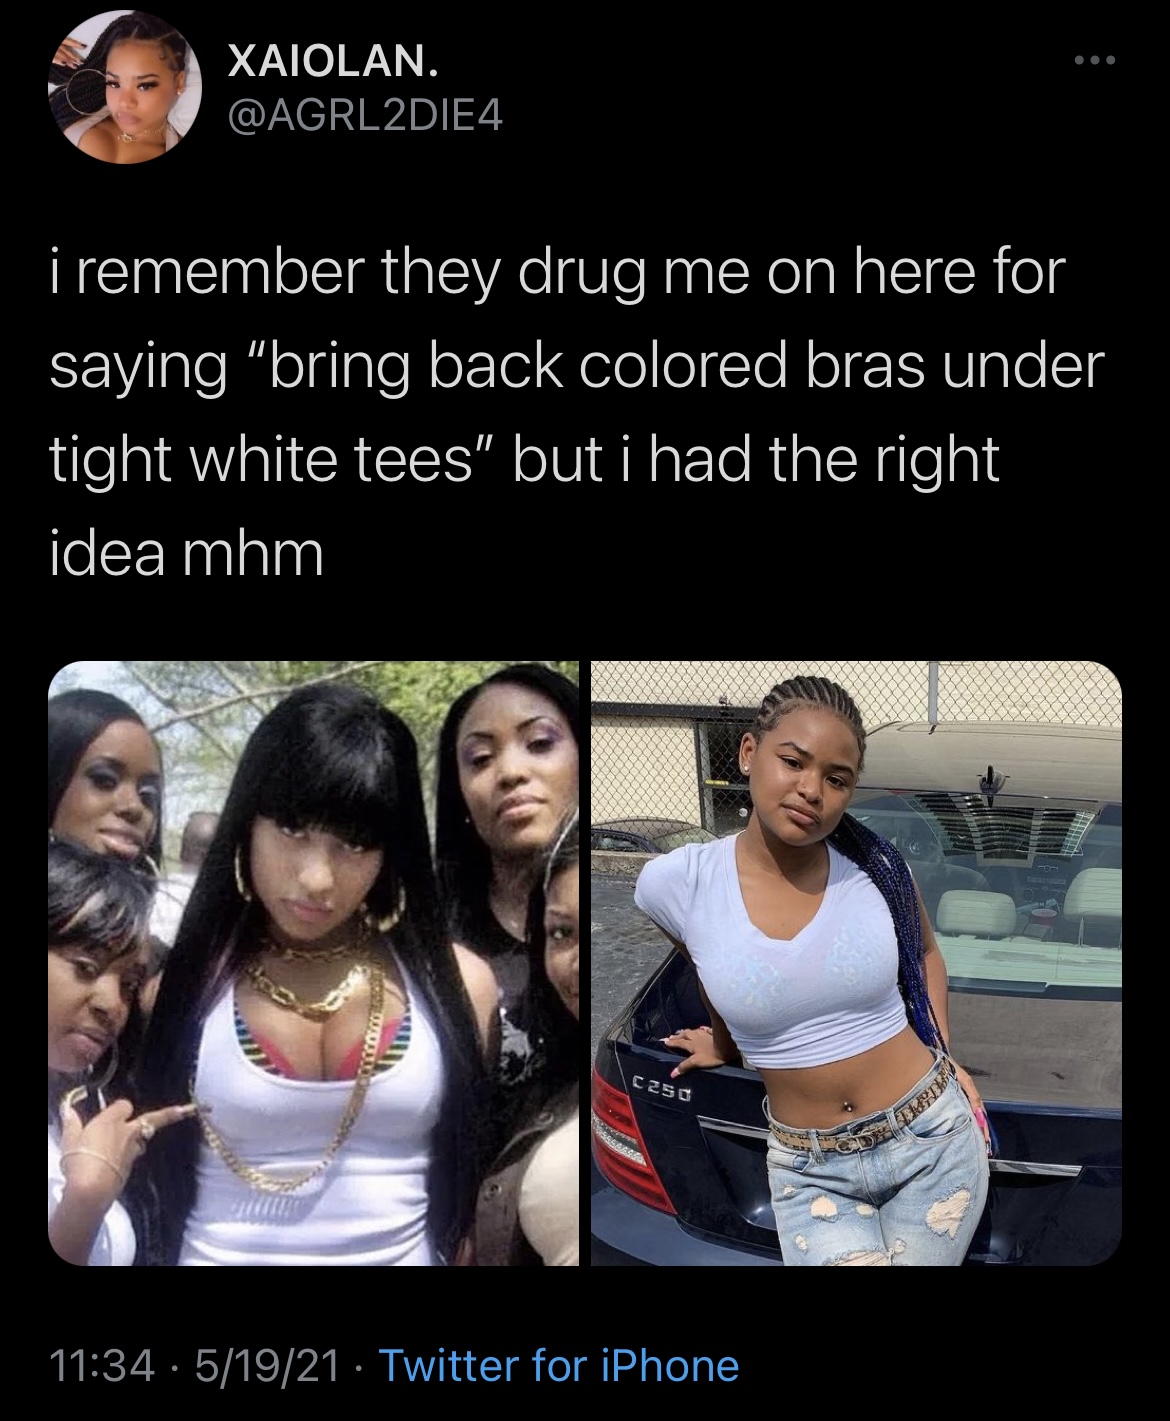 XAIOLAN.
@AGRL2DIE4
i remember they drug me on here for
saying “bring back colored bras under
tight white tees” but i had the right
idea mhm
C250
11:34 · 5/19/21 · Twitter for iPhone